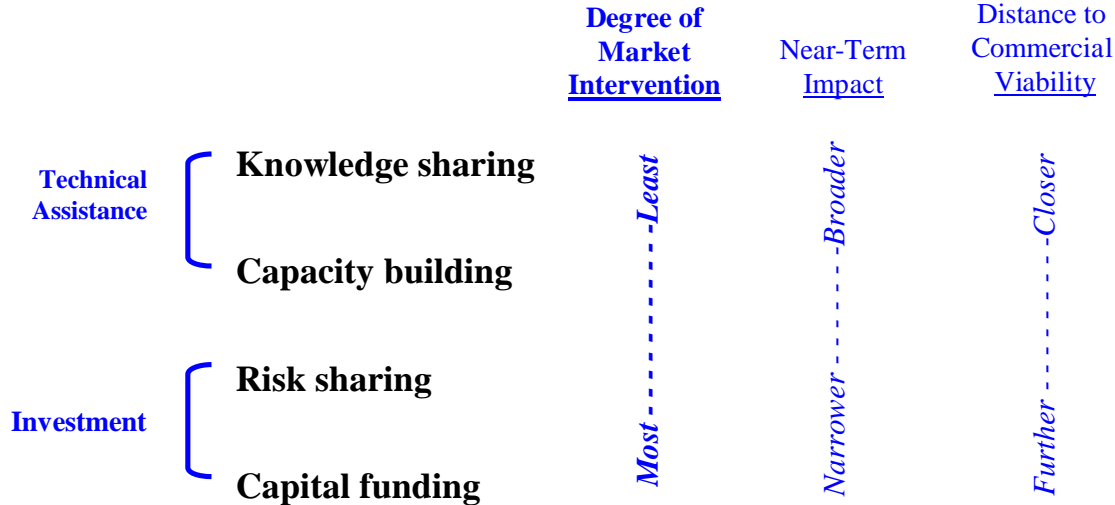 Degree of
Market
Intervention
Near-Term
Impact
Distance to
Commercial
Viability
Technical
Assistance
Knowledge sharing
Capacity building
Investment
Risk sharing
Capital funding
Most - - - - - - - - - -Least
Narrower - - - - - - -Broader
Further - - - - - - - - -Closer